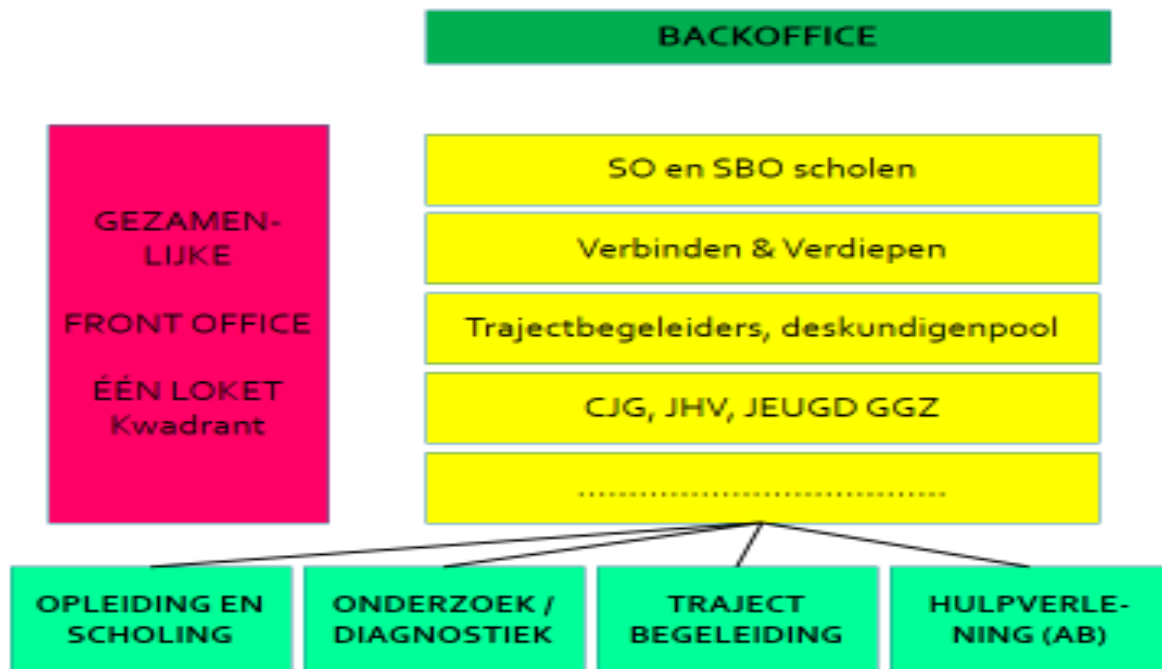 BACKOFFICE
GEZAMEN-
LIJKE
FRONT OFFICE
ÉÉN LOKET
Kwadrant
SO en SBO scholen
Verbinden & Verdiepen
Trajectbegeleiders, deskundigenpool
CJG, JHV, JEUGD GGZ
.......................................
OPLEIDING EN
SCHOLING
ONDERZOEK /
DIAGNOSTIEK
TRAJECT
BEGELEIDING
HULPVERLE-
NING (AB)